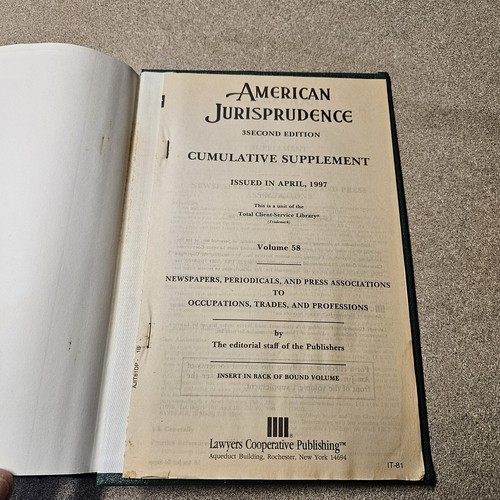 AMERICAN
JURISPRUDENCE
3SECOND EDITION
CUMULATIVE SUPPLEMENT
ISSUED IN APRIL, 1997
This is a unit of the
Total Client-Service Library®
(Trademark)
Volume 58
NEWSPAPERS, PERIODICALS, AND PRESS ASSOCIATIONS
TO
OCCUPATIONS, TRADES, AND PROFESSIONS
by
The editorial staff of the Publishers
INSERT IN BACK OF BOUND VOLUME
Lawyers Cooperative Publishing™
Aqueduct Building, Rochester, New York 14694
IT-81